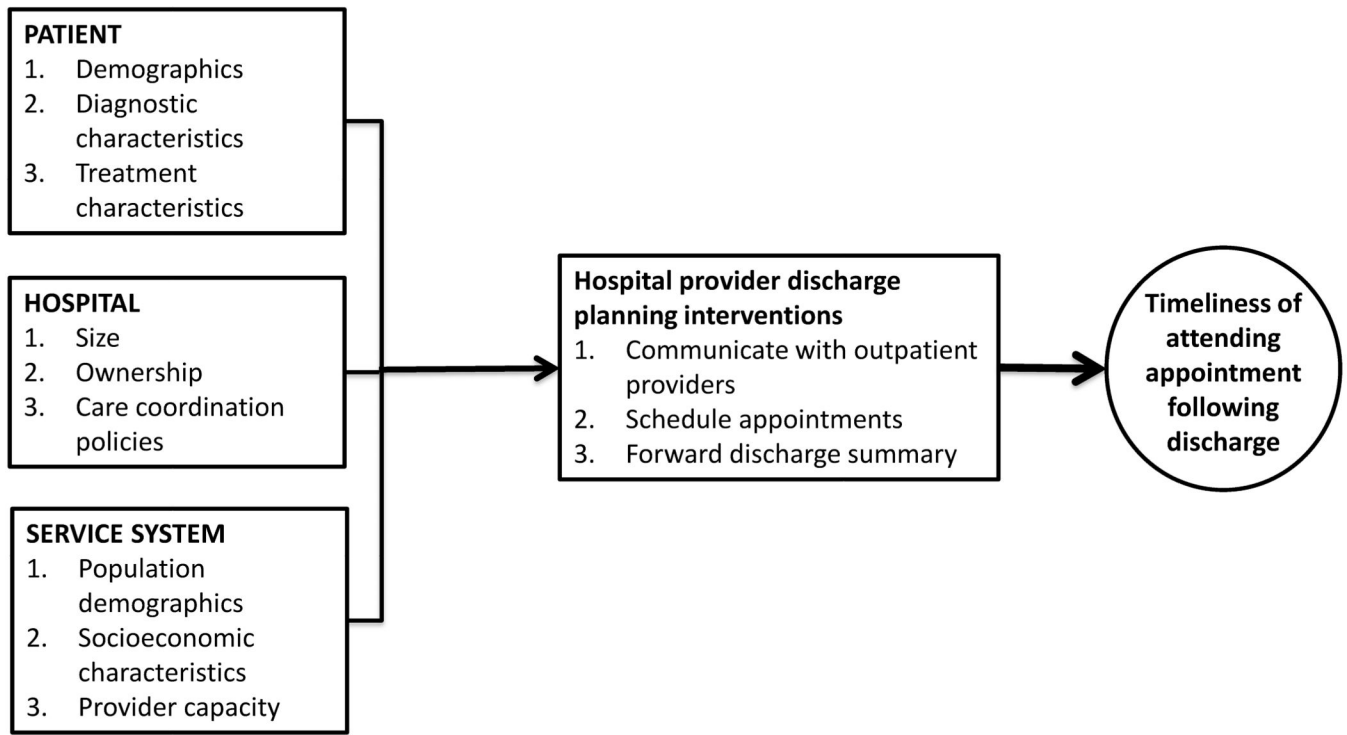 PATIENT
1. Demographics
2. Diagnostic
characteristics
3. Treatment
characteristics
HOSPITAL
1. Size
2. Ownership
3. Care coordination
policies
SERVICE SYSTEM
1. Population
demographics
2. Socioeconomic
characteristics
3. Provider capacity
Hospital provider discharge
planning interventions
1. Communicate with outpatient
providers
2. Schedule appointments
3. Forward discharge summary
Timeliness of
attending
appointment
following
discharge